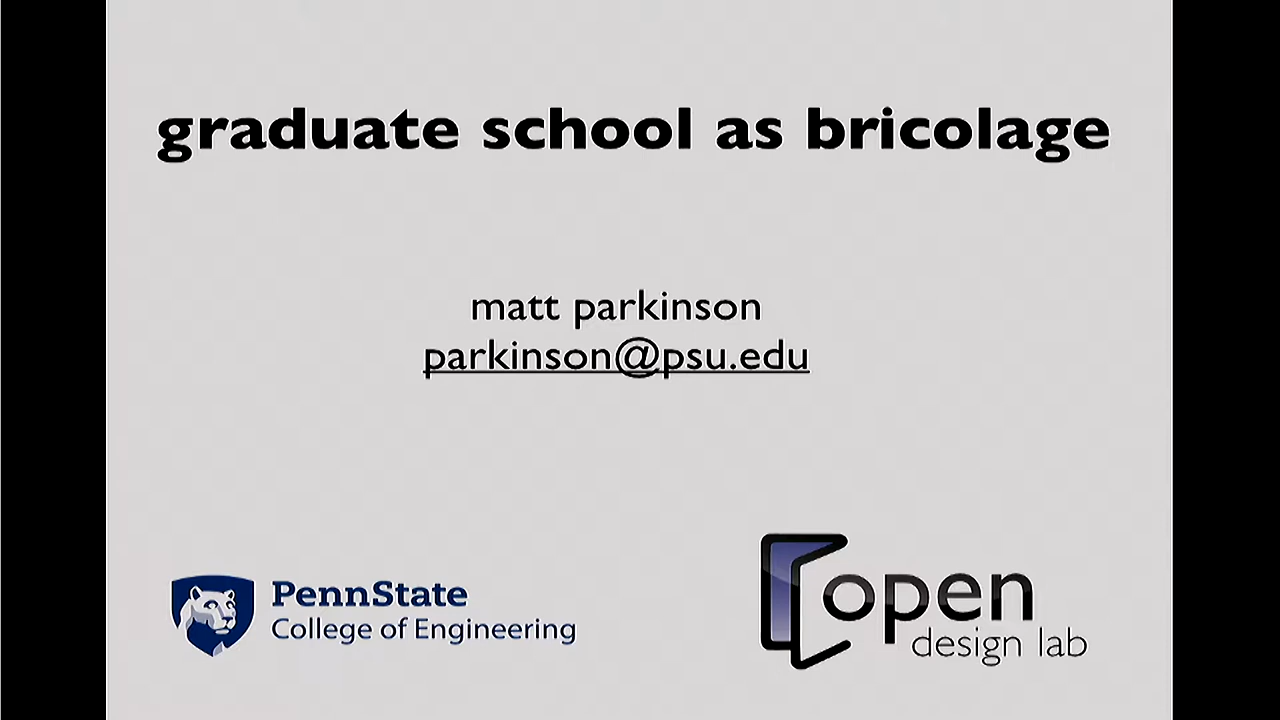 graduate school as bricolage
matt parkinson
parkinson@psu.edu
PennState
College of Engineering
open
design lab